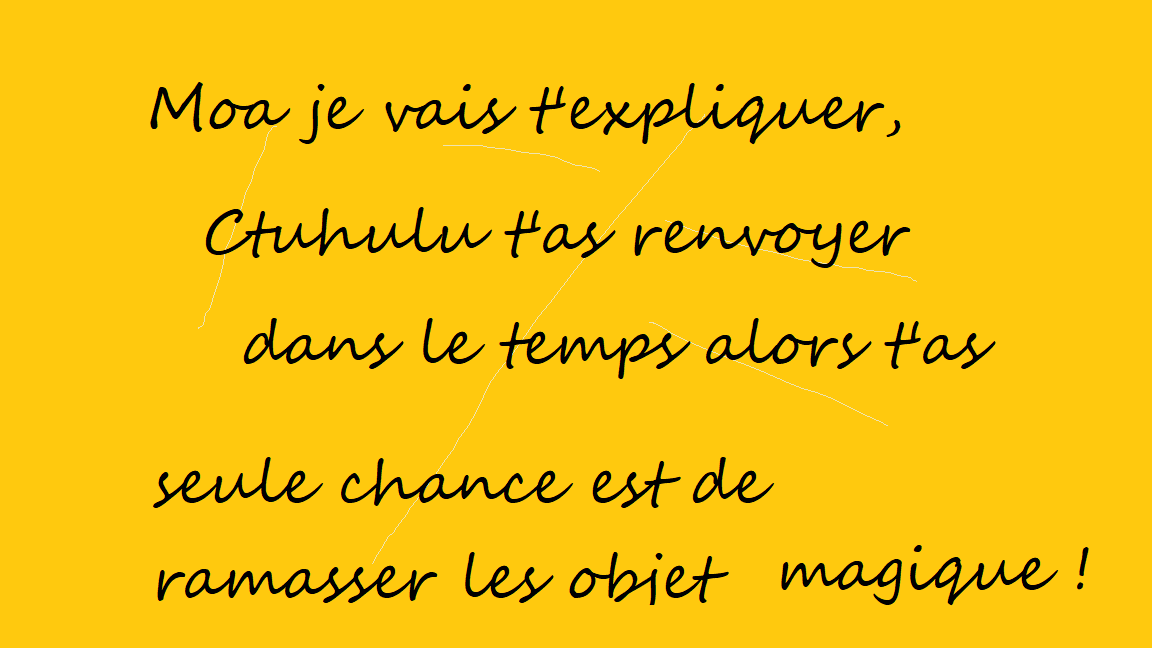 Moa je vais t'expliquer,
Ctuhulu t'as renvoyer
dans le temps alors t'as
seule chance est de
ramasser les objet magique !